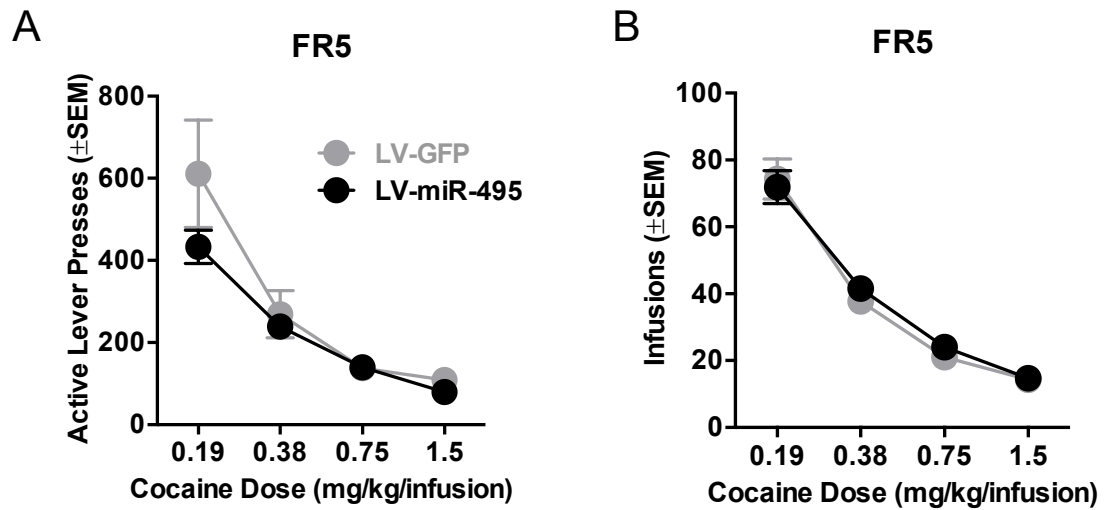 A
FR5
Active Lever Presses (±SEM)
800
600
400
200
0
LV-GFP
LV-miR-495
0.19 0.38 0.75 1.5
Cocaine Dose (mg/kg/infusion)
B
FR5
Infusions (±SEM)
100
80
60
40
20
0
0.19 0.38 0.75 1.5
Cocaine Dose (mg/kg/infusion)